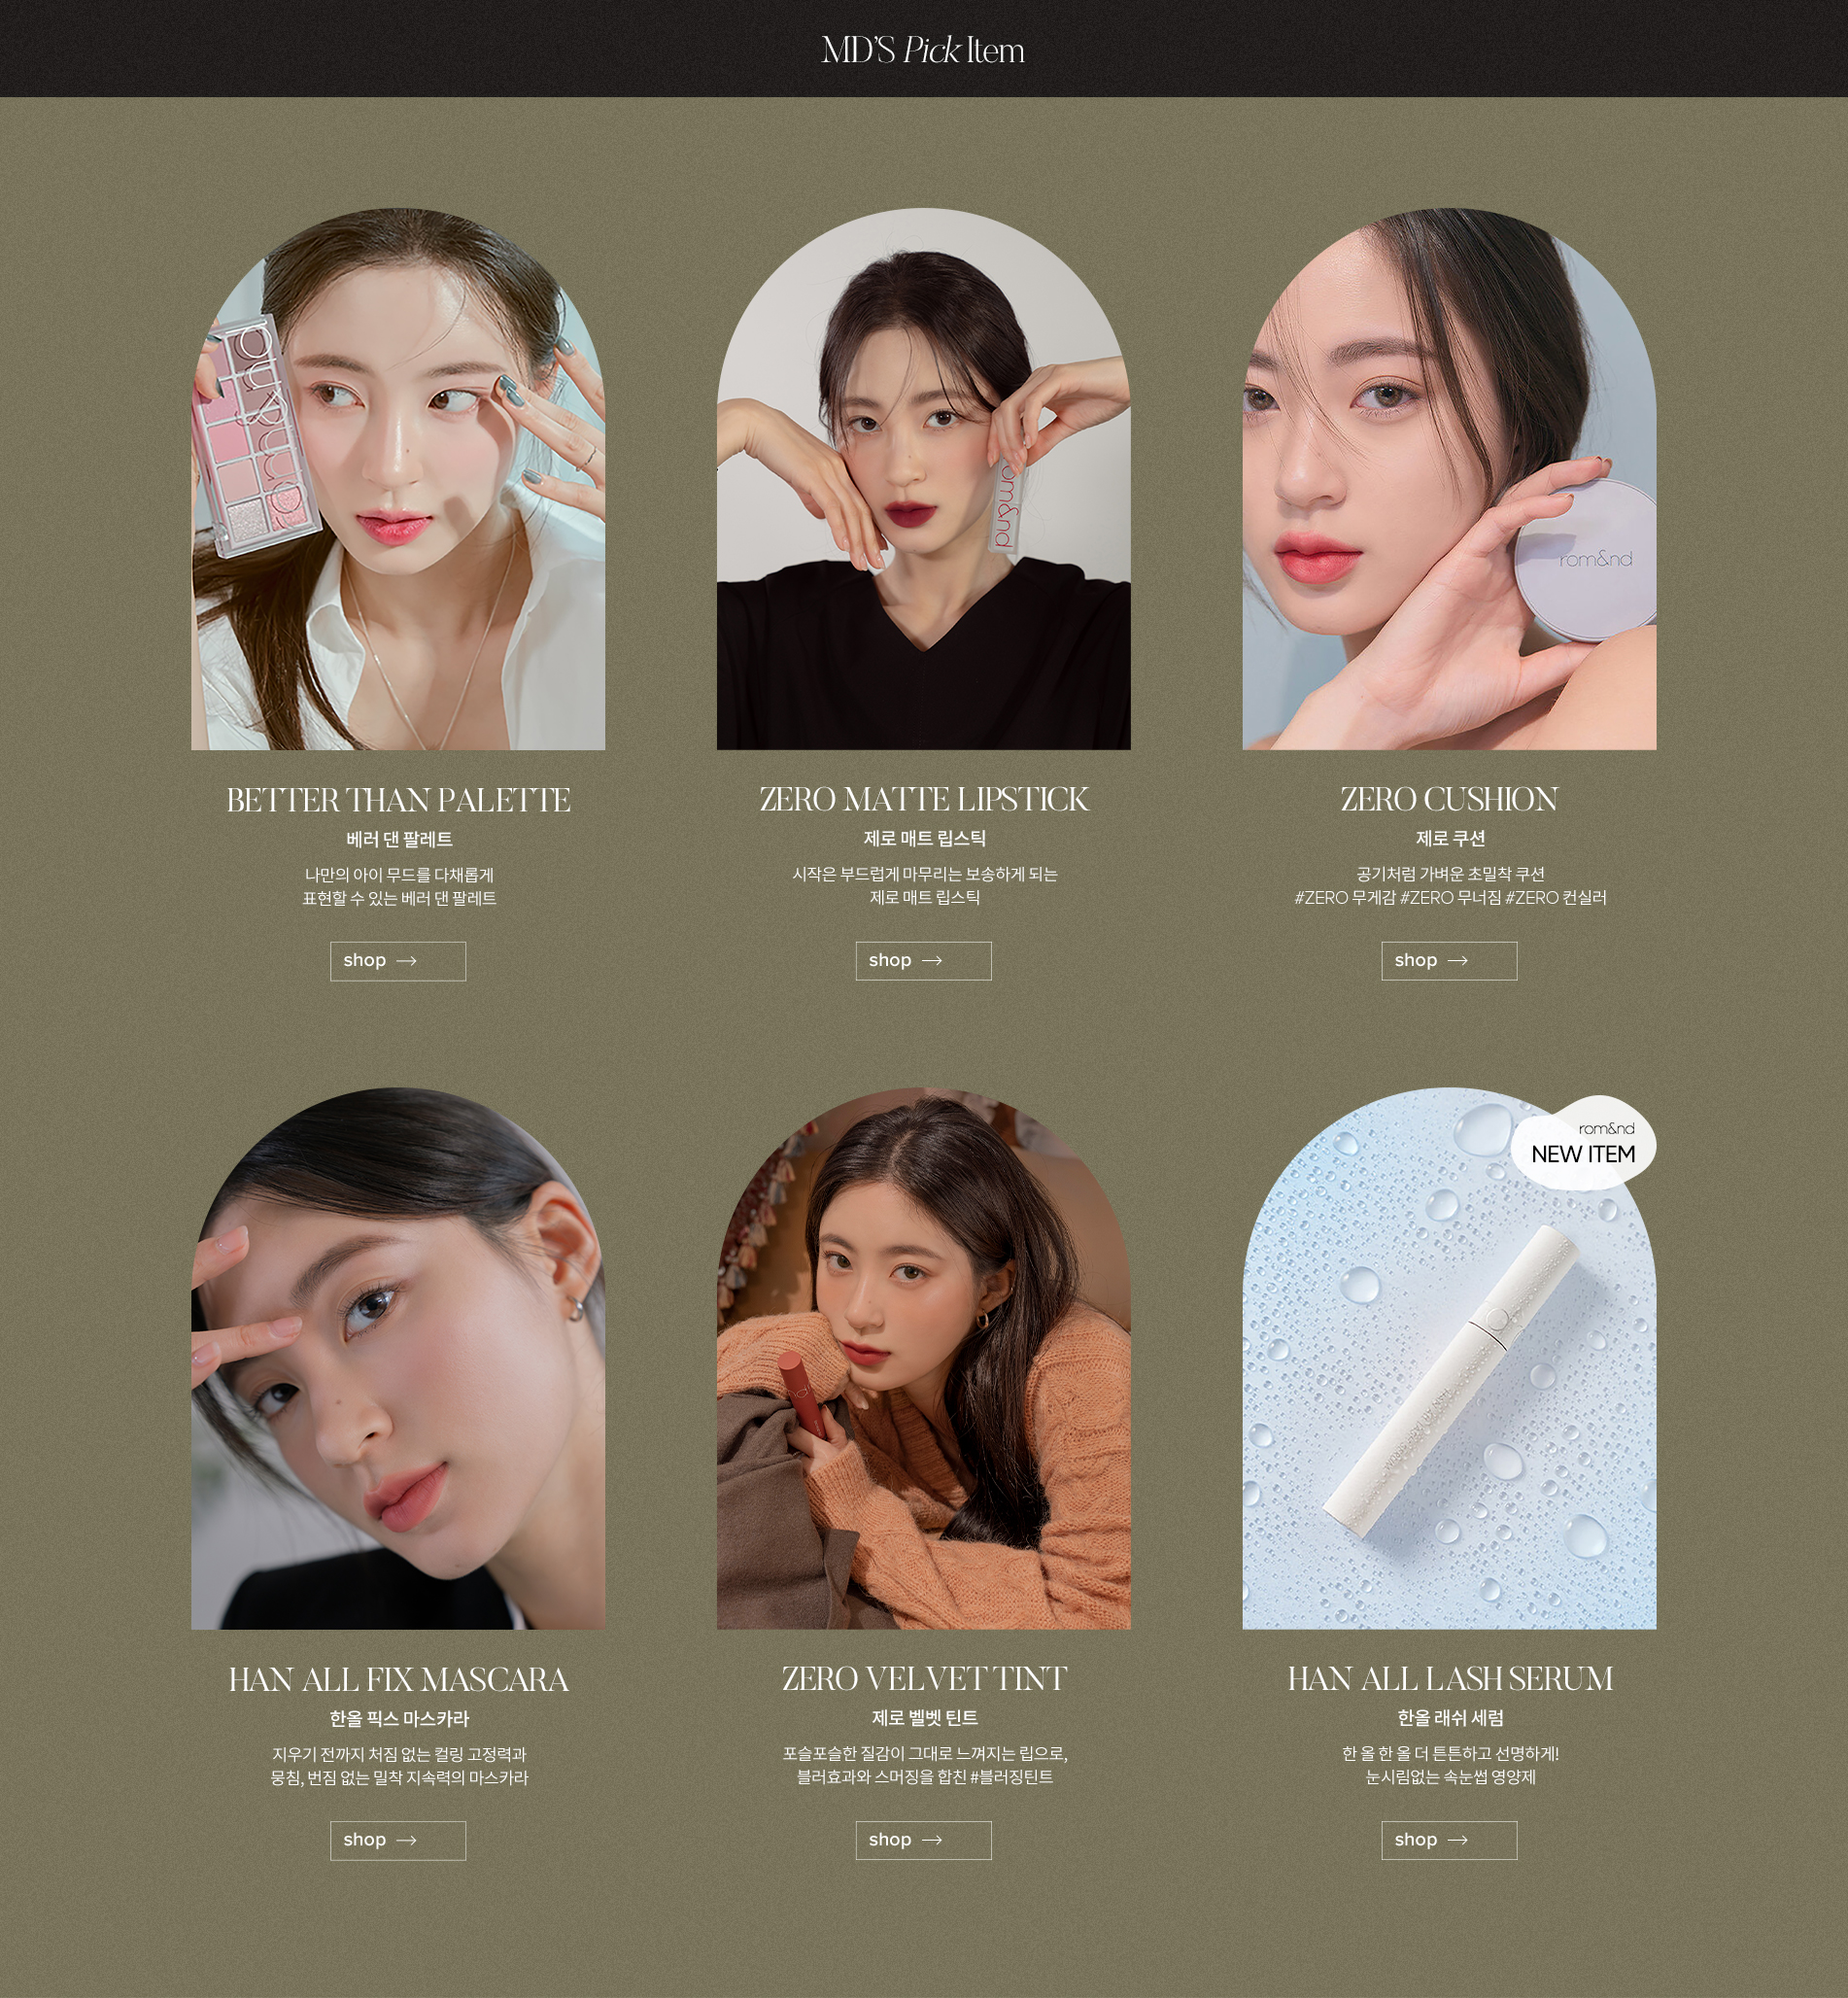 MD'S Pick Item
rom&nd
rom&nd
rom&nd
BETTER THAN PALETTE
베러 댄 팔레트
나만의 아이 무드를 다채롭게
표현할 수 있는 베러 댄 팔레트
shop →
ZERO MATTE LIPSTICK
제로 매트 립스틱
시작은 부드럽게 마무리는 보송하게 되는
제로 매트 립스틱
shop →
ZERO CUSHION
제로 쿠션
공기처럼 가벼운 초밀착 쿠션
#ZERO 무게감 #ZERO 무너짐 #ZERO 컨실러
shop →
rom&nd
NEW ITEM
HAN ALL FIX MASCARA
한올 픽스 마스카라
지우기 전까지 처짐 없는 컬링 고정력과
뭉침, 번짐 없는 밀착 지속력의 마스카라
shop →
ZERO VELVET TINT
제로 벨벳 틴트
포슬포슬한 질감이 그대로 느껴지는 립으로,
블러효과와 스머징을 합친 #블러징틴트
shop →
HAN ALL LASH SERUM
한올 래쉬 세럼
한 올 한 올 더 튼튼하고 선명하게!
눈시림없는 속눈썹 영양제
shop →